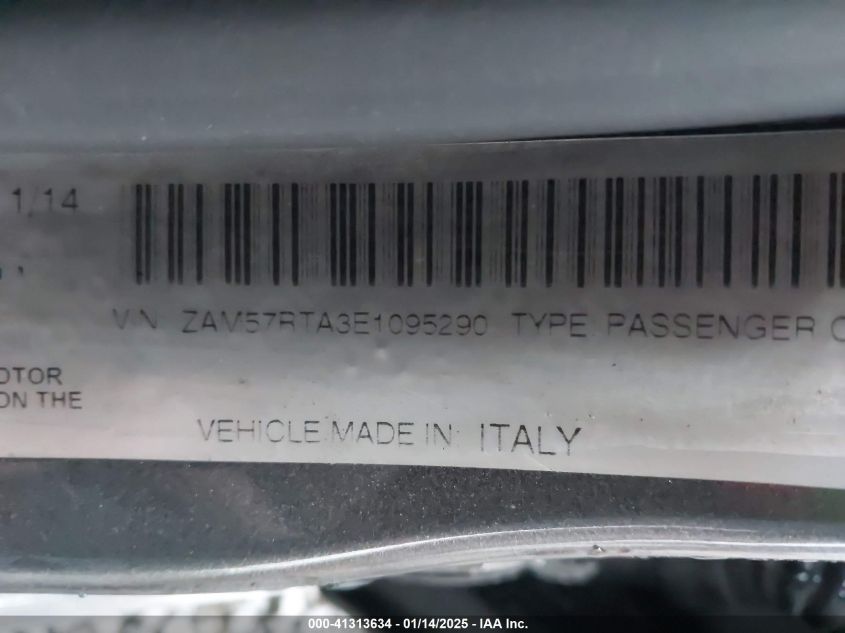 1/14
VIN: ZAM57RTA3E1095290 TYPE: PASSENGER C
OTOR
ON THE
VEHICLE MADE IN: ITALY
000-41313634 - 01/14/2025 - IAA Inc.